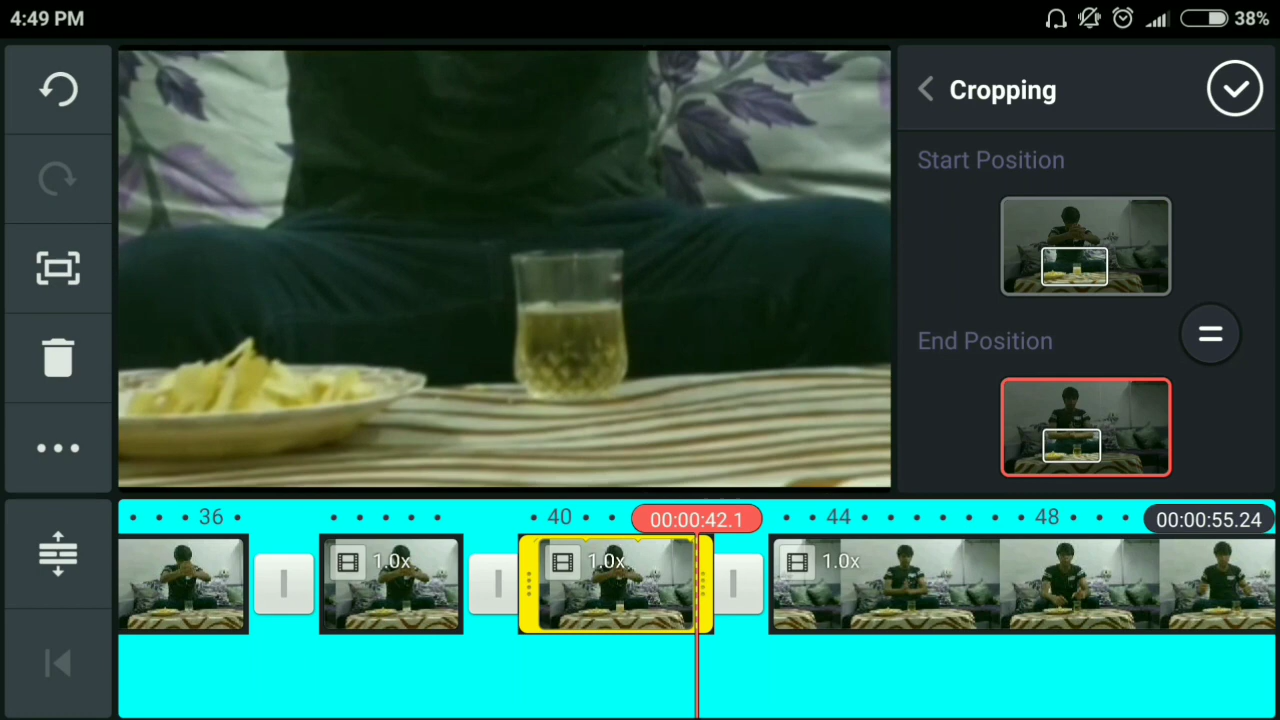 4:49 PM
38%
Cropping
Start Position
End Position
36
40
00:00:42.1
44
48
00:00:55.24
1.0x
1.0x
1.0x